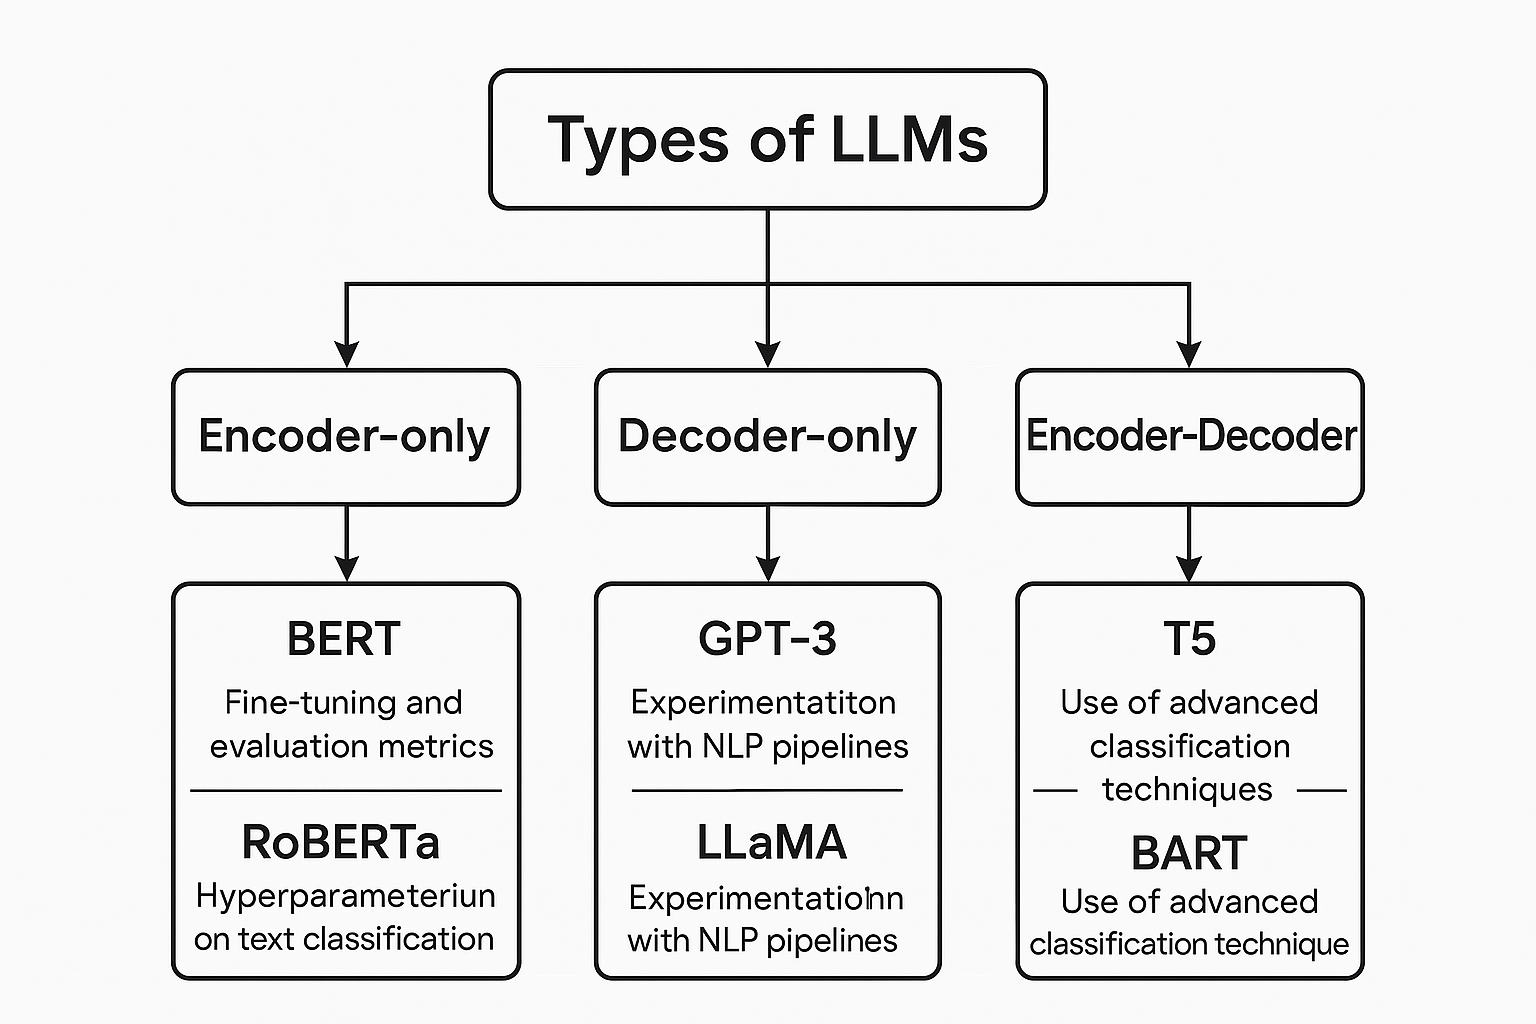 Types of LLMs
Encoder-only
Decoder-only
Encoder-Decoder
BERT
Fine-tuning and
evaluation metrics
RoBERTa
Hyperparameteriun
on text classification
GPT-3
Experimentatiton
with NLP pipelines
LLaMA
Experimentatioinn
with NLP pipelines
T5
Use of advanced
classification
techniques
BART
Use of advanced
classification technique